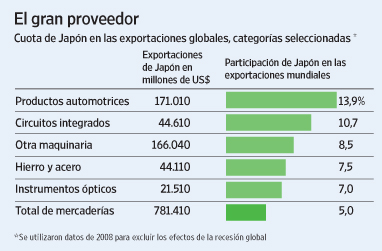 El gran proveedor
Cuota de Japón en las exportaciones globales, categorías seleccionadas *
Exportaciones de Japón en millones de US$
Participación de Japón en las exportaciones mundiales
Productos automotrices 171.010 13,9%
Circuitos integrados 44.610 10,7
Otra maquinaria 166.040 8,5
Hierro y acero 44.110 7,5
Instrumentos ópticos 21.510 7,0
Total de mercaderías 781.410 5,0
*Se utilizaron datos de 2008 para excluir los efectos de la recesión global